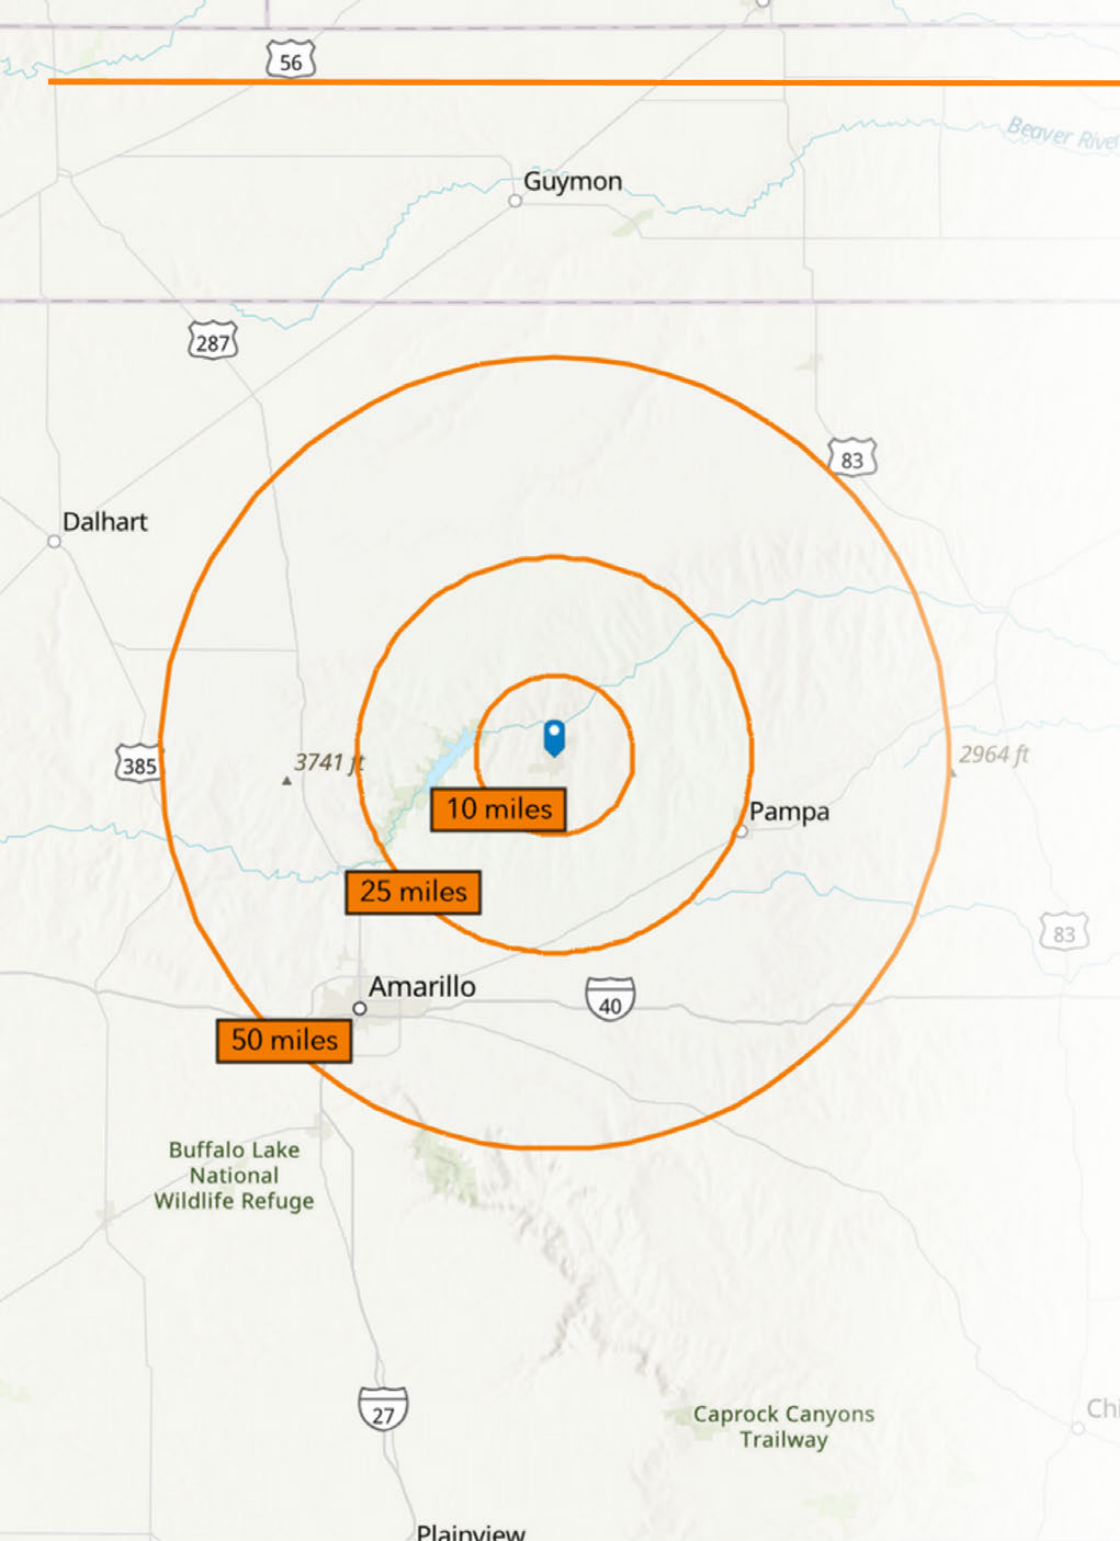 56
Beaver River
Guymon
287
83
Dalhart
385
3741 ft
2964 ft
10 miles
Pampa
25 miles
83
Amarillo
40
50 miles
Buffalo Lake
National
Wildlife Refuge
27
Caprock Canyons
Trailway
Chi
Plainview